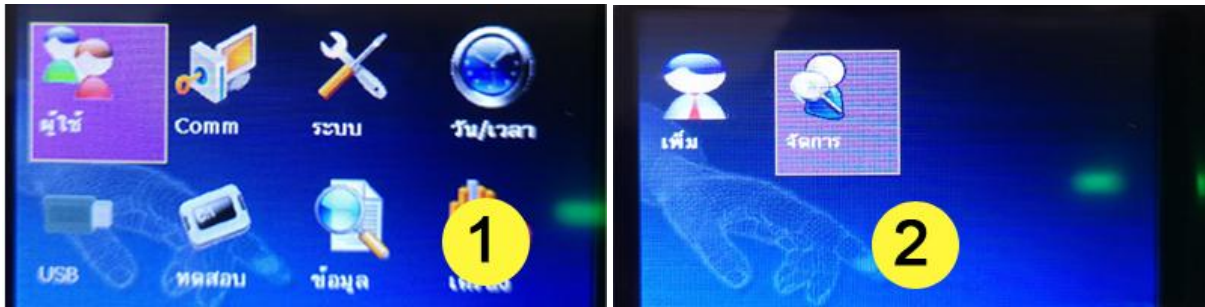 ผู้ใช้ Comm ระบบ วัน/เวลา
USB ทดสอบ ข้อมูล
1
เพิ่ม จัดการ
2